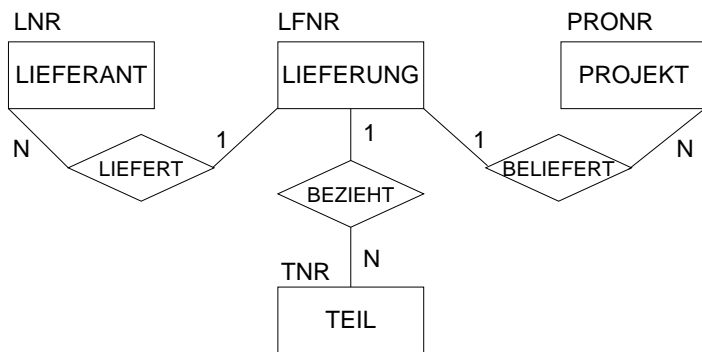 LNR LFNR PRONR
LIEFERANT LIEFERUNG PROJEKT
N LIEFERT 1 1 1 BELIEFERT N
BEZIEHT
TNR N
TEIL